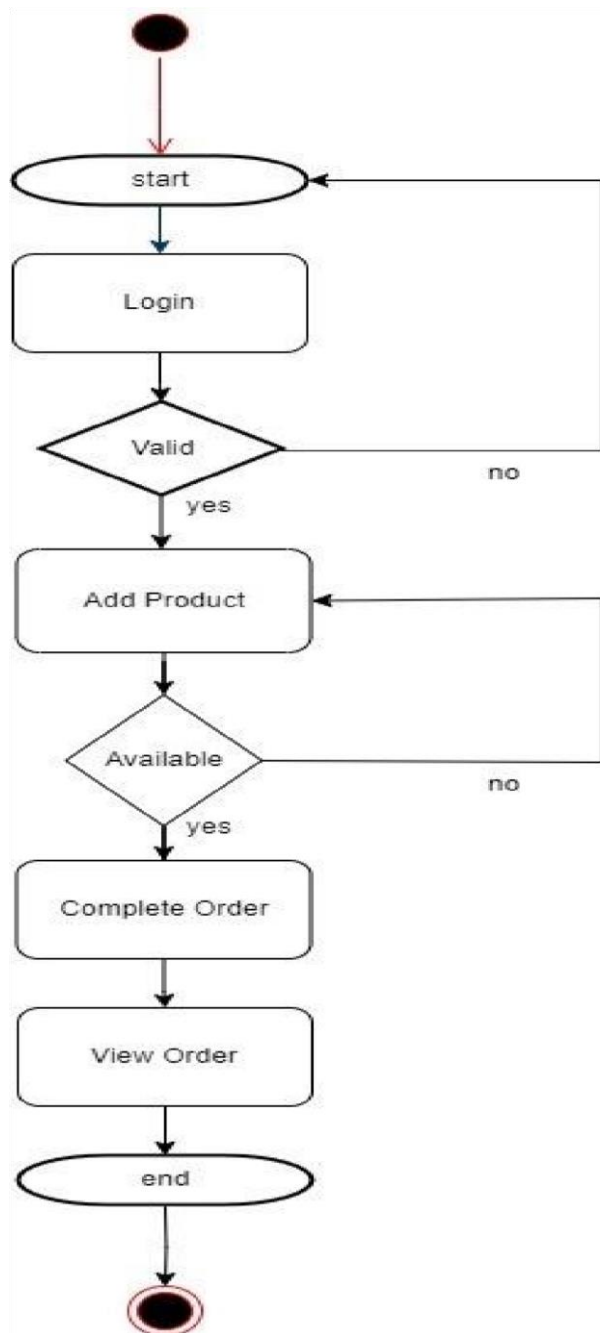 start
Login
Valid
no
yes
Add Product
Available
no
yes
Complete Order
View Order
end